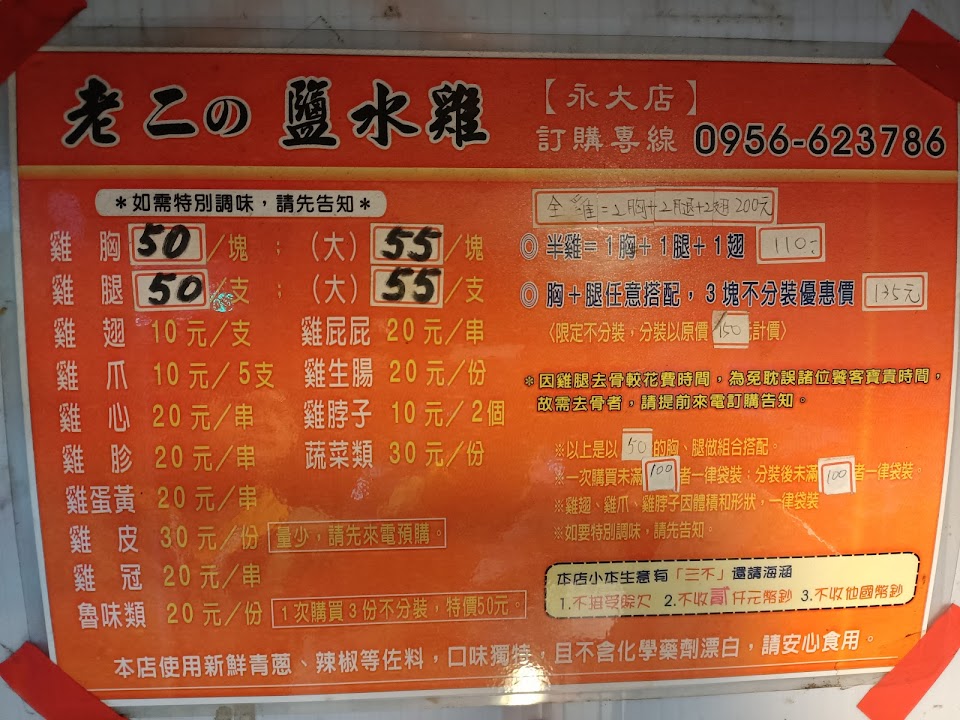 老二の鹽水雞
【永大店】
訂購專線 0956-623786
＊如需特別調味，請先告知＊
雞胸 50/塊；（大）55/塊
雞腿 50/支；（大）55/支
雞翅 10元/支 雞屁屁 20元/串
雞爪 10元/5支 雞生腸 20元/份
雞心 20元/串 雞脖子 10元/2個
雞胗 20元/串 蔬菜類 30元/份
雞蛋黃 20元/串
雞皮 30元/份 量少，請先來電預購。
雞冠 20元/串
魯味類 20元/份 1次購買3份不分裝，特價50元。
全雞=2胸+2腿+2翅 200元
◎半雞＝1胸＋1腿＋1翅 110.-
◎胸＋腿任意搭配，3塊不分裝優惠價 135元
〈限定不分裝，分裝以原價150元計價〉
＊因雞腿去骨較花費時間，為免耽誤諸位饕客寶貴時間，
故需去骨者，請提前來電訂購告知。
※以上是以50的胸、腿做組合搭配。
※一次購買未滿100者一律袋裝；分裝後未滿100者一律袋裝。
※雞翅、雞爪、雞脖子因體積和形狀，一律袋裝
※如要特別調味，請先告知。
本店小本生意有「三不」還請海涵
1.不接受賒欠 2.不收貳仟元幣鈔 3.不收他國幣鈔
本店使用新鮮青蔥、辣椒等佐料，口味獨特，且不含化學藥劑漂白，請安心食用。